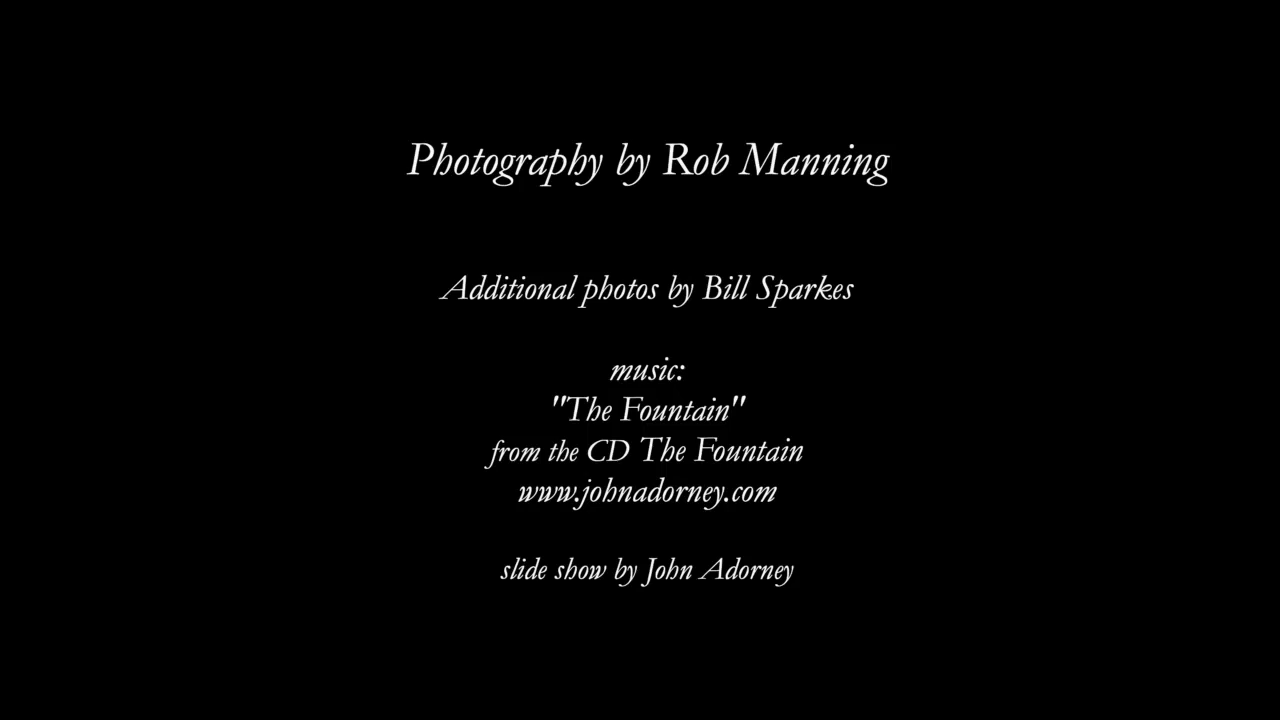 Photography by Rob Manning
Additional photos by Bill Sparkes
music:
"The Fountain"
from the CD The Fountain
www.johnadorney.com
slide show by John Adorney